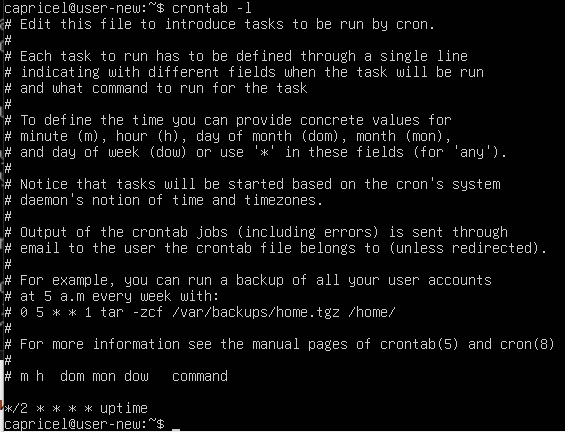 capricel@user-new:~$ crontab -l
# Edit this file to introduce tasks to be run by cron.
#
# Each task to run has to be defined through a single line
# indicating with different fields when the task will be run
# and what command to run for the task
#
# To define the time you can provide concrete values for
# minute (m), hour (h), day of month (dom), month (mon),
# and day of week (dow) or use '*' in these fields (for 'any').
#
# Notice that tasks will be started based on the cron's system
# daemon's notion of time and timezones.
#
# Output of the crontab jobs (including errors) is sent through
# email to the user the crontab file belongs to (unless redirected).
#
# For example, you can run a backup of all your user accounts
# at 5 a.m every week with:
# 0 5 * * 1 tar -zcf /var/backups/home.tgz /home/
#
# For more information see the manual pages of crontab(5) and cron(8)
#
# m h  dom mon dow   command
*/2 * * * * uptime
capricel@user-new:~$ _